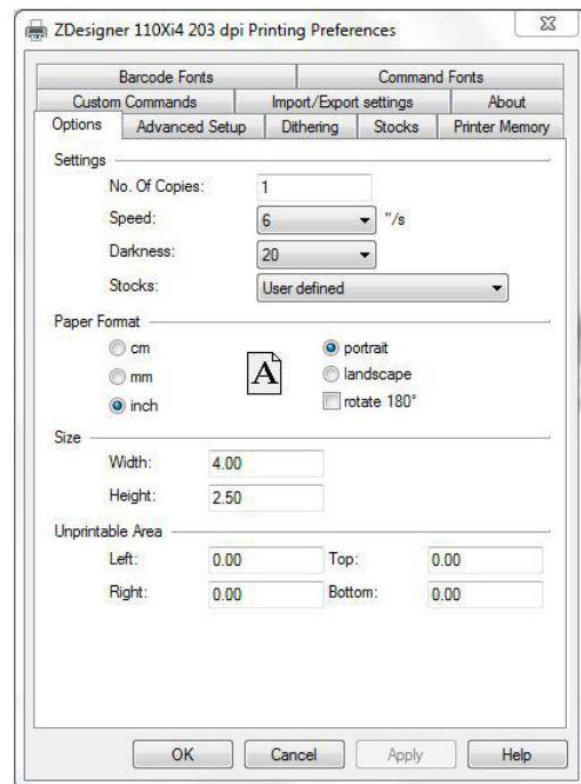 ZDesigner 110Xi4 203 dpi Printing Preferences
Barcode Fonts Command Fonts
Custom Commands Import/Export settings About
Options Advanced Setup Dithering Stocks Printer Memory
Settings
No. Of Copies: 1
Speed: 6 "/s
Darkness: 20
Stocks: User defined
Paper Format
cm portrait
mm A landscape
inch rotate 180°
Size
Width: 4.00
Height: 2.50
Unprintable Area
Left: 0.00 Top: 0.00
Right: 0.00 Bottom: 0.00
OK Cancel Apply Help